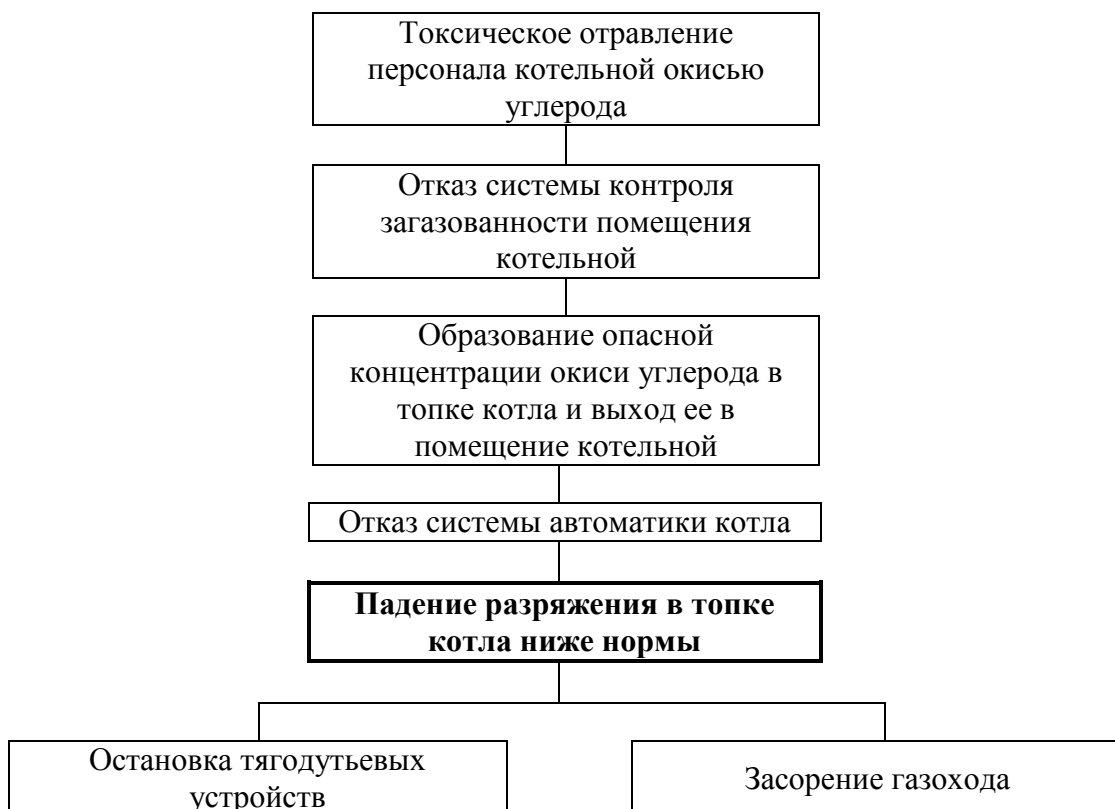 Токсическое отравление
персонала котельной окисью
углерода
Отказ системы контроля
загазованности помещения
котельной
Образование опасной
концентрации окиси углерода в
топке котла и выход ее в
помещение котельной
Отказ системы автоматики котла
Падение разряжения в топке
котла ниже нормы
Остановка тягодутьевых
устройств
Засорение газохода